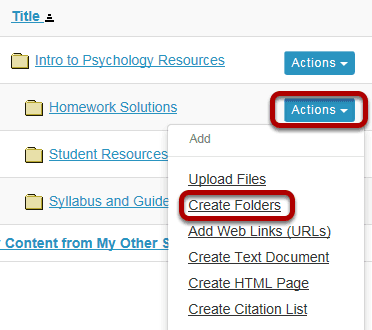 Title
Intro to Psychology Resources Actions
Homework Solutions Actions
Add
Student Resources
Upload Files
Syllabus and Guide
Create Folders
Content from My Other S
Add Web Links (URLs)
Create Text Document
Create HTML Page
Create Citation List